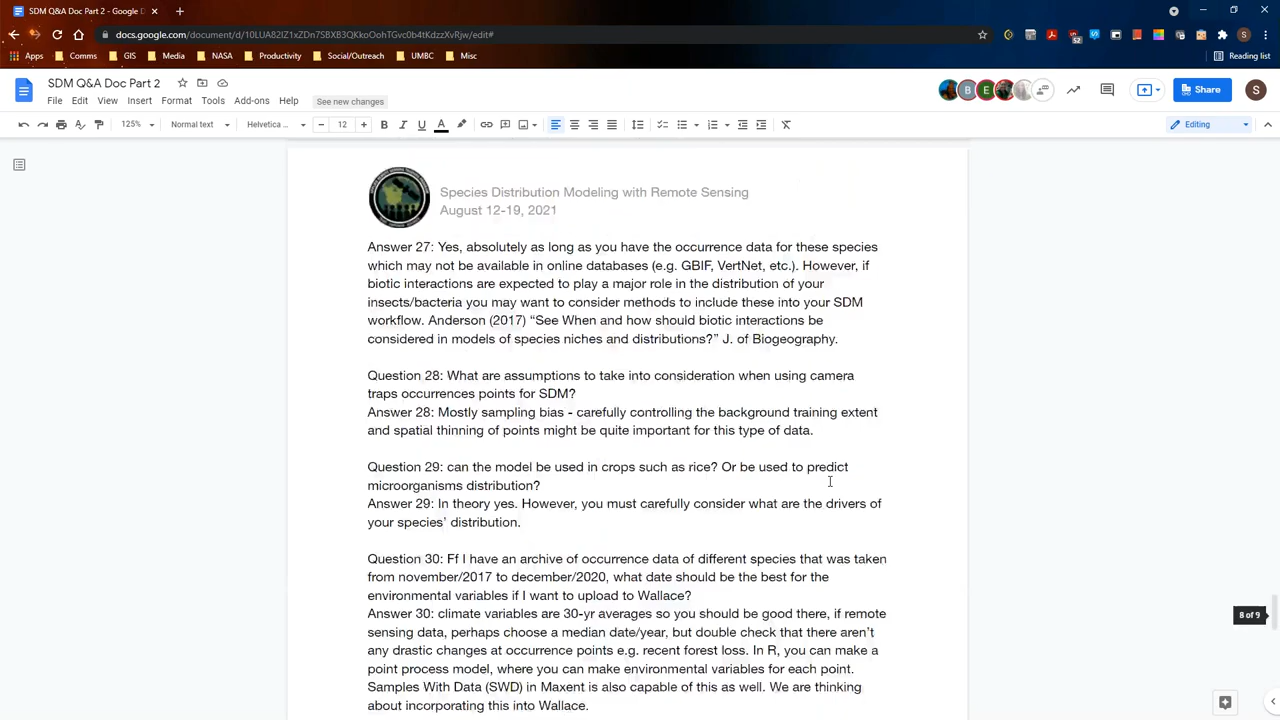 SDM Q&A Doc Part 2 - Google D
docs.google.com/document/d/10LUA82IZ1xZDn7SBXB3QKkoOohTGvc0b4tKdzzXvRjw/edit#
Apps Comms GIS Media NASA Productivity Social/Outreach UMBC Misc Reading list
SDM Q&A Doc Part 2
File Edit View Insert Format Tools Add-ons Help See new changes
B E Share S
125% Normal text Helvetica ... 12 B I U A Editing
Species Distribution Modeling with Remote Sensing
August 12-19, 2021
Answer 27: Yes, absolutely as long as you have the occurrence data for these species
which may not be available in online databases (e.g. GBIF, VertNet, etc.). However, if
biotic interactions are expected to play a major role in the distribution of your
insects/bacteria you may want to consider methods to include these into your SDM
workflow. Anderson (2017) “See When and how should biotic interactions be
considered in models of species niches and distributions?” J. of Biogeography.
Question 28: What are assumptions to take into consideration when using camera
traps occurrences points for SDM?
Answer 28: Mostly sampling bias - carefully controlling the background training extent
and spatial thinning of points might be quite important for this type of data.
Question 29: can the model be used in crops such as rice? Or be used to predict
microorganisms distribution?
Answer 29: In theory yes. However, you must carefully consider what are the drivers of
your species’ distribution.
Question 30: Ff I have an archive of occurrence data of different species that was taken
from november/2017 to december/2020, what date should be the best for the
environmental variables if I want to upload to Wallace?
Answer 30: climate variables are 30-yr averages so you should be good there, if remote
sensing data, perhaps choose a median date/year, but double check that there aren’t
any drastic changes at occurrence points e.g. recent forest loss. In R, you can make a
point process model, where you can make environmental variables for each point.
Samples With Data (SWD) in Maxent is also capable of this as well. We are thinking
about incorporating this into Wallace.
8 of 9